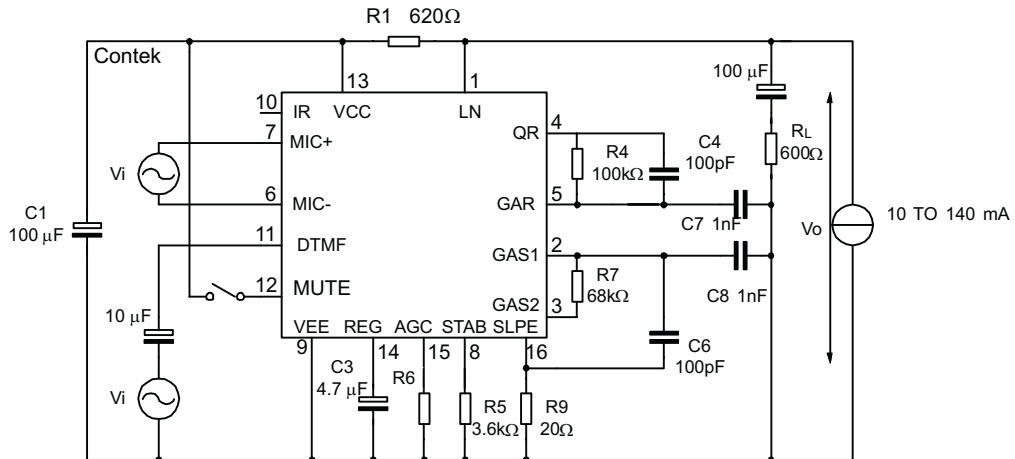 R1 620Ω
Contek
100 µF
13
1
10
IR
VCC
LN
4
7
MIC+
QR
C4
RL
R4
100pF
600Ω
100kΩ
Vi
6
5
C1
MIC-
GAR
100 µF
C7 1nF
Vo
10 TO 140 mA
11
DTMF
2
GAS1
R7
12
MUTE
68kΩ
C8 1nF
10 µF
GAS2
3
VEE
REG
AGC
STAB
SLPE
9
14
15
8
16
C6
100pF
C3
4.7 µF
R6
Vi
R5
3.6kΩ
R9
20Ω